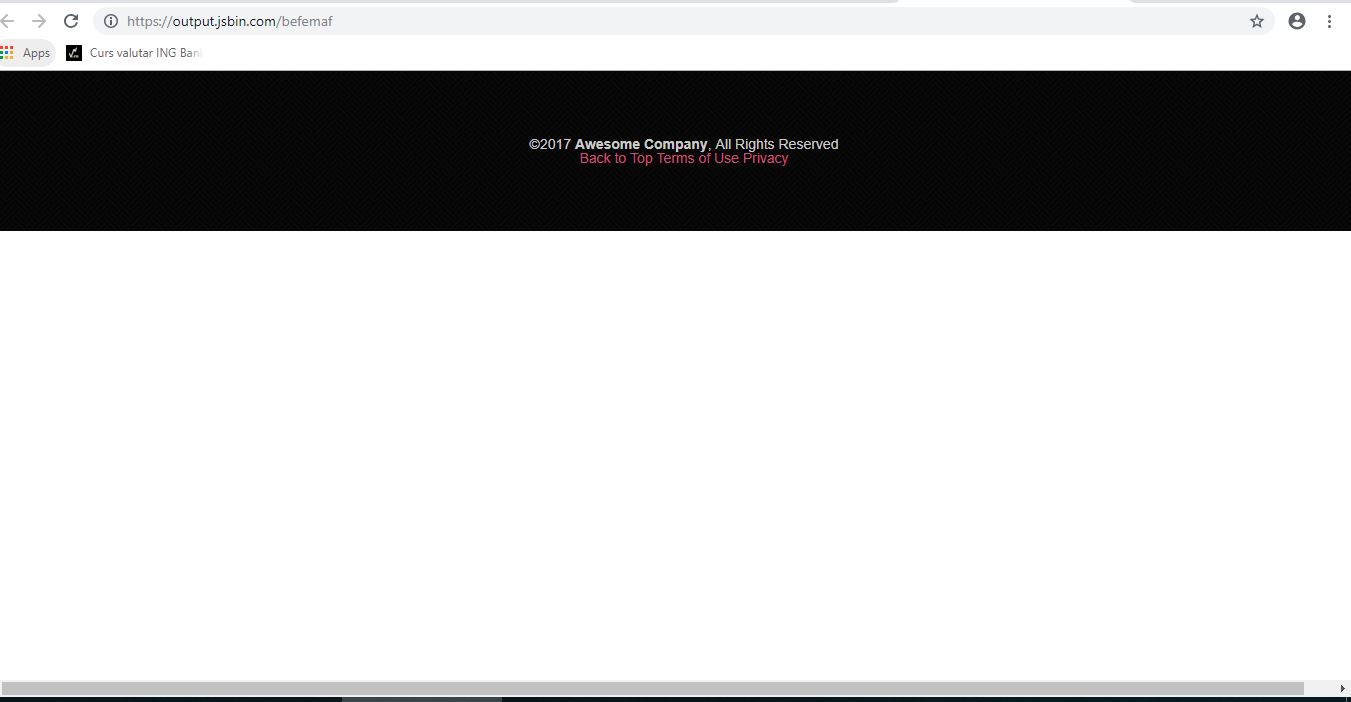 https://output.jsbin.com/befemaf
Apps Curs valutar ING Ban
©2017 Awesome Company, All Rights Reserved
Back to Top Terms of Use Privacy